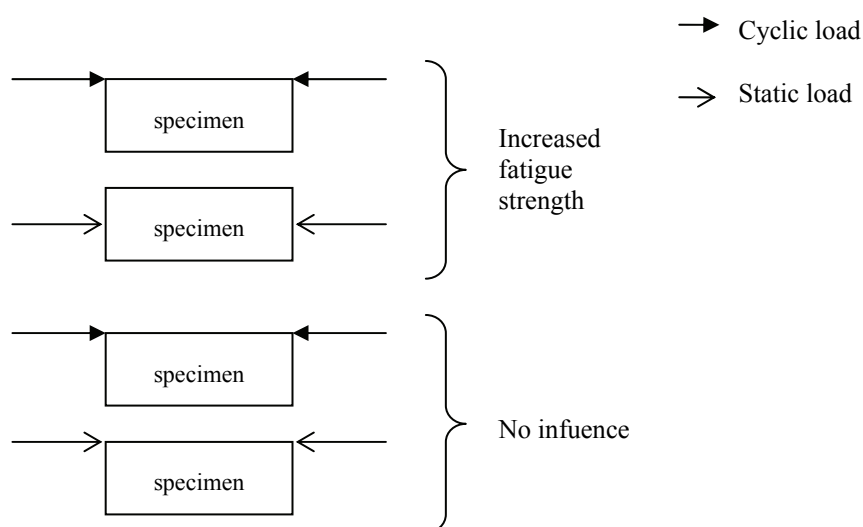 Cyclic load
Static load
specimen
Increased
fatigue
strength
specimen
specimen
No infuence
specimen